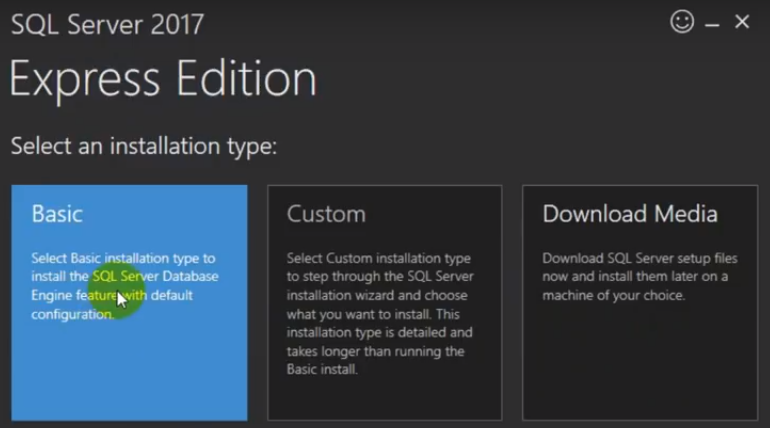 SQL Server 2017
Express Edition
Select an installation type:
Basic
Select Basic installation type to
install the SQL Server Database
Engine feature with default
configuration.
Custom
Select Custom installation type
to step through the SQL Server
installation wizard and choose
what you want to install. This
installation type is detailed and
takes longer than running the
Basic install.
Download Media
Download SQL Server setup files
now and install them later on a
machine of your choice.